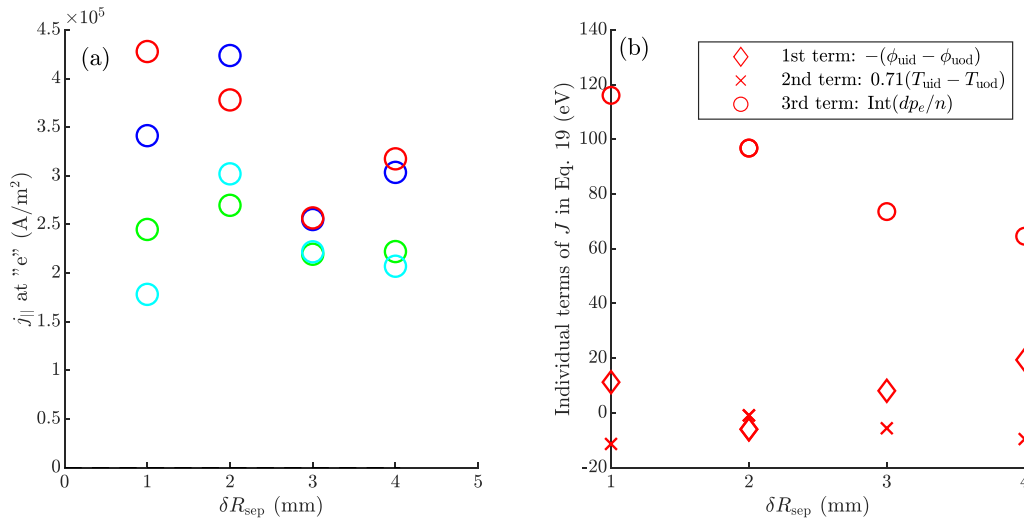 ×10⁵
4.5
(a)
4
3.5
3
2.5
2
1.5
1
0.5
0
0 1 2 3 4 5
δR_sep (mm)
j_|| at ”e” (A/m²)
140
(b)
120
100
80
60
40
20
0
-20
1 2 3 4
δR_sep (mm)
Individual terms of J in Eq. 19 (eV)
1st term: −(ϕ_uid − ϕ_uod)
2nd term: 0.71(T_uid − T_uod)
3rd term: Int(dp_e/n)